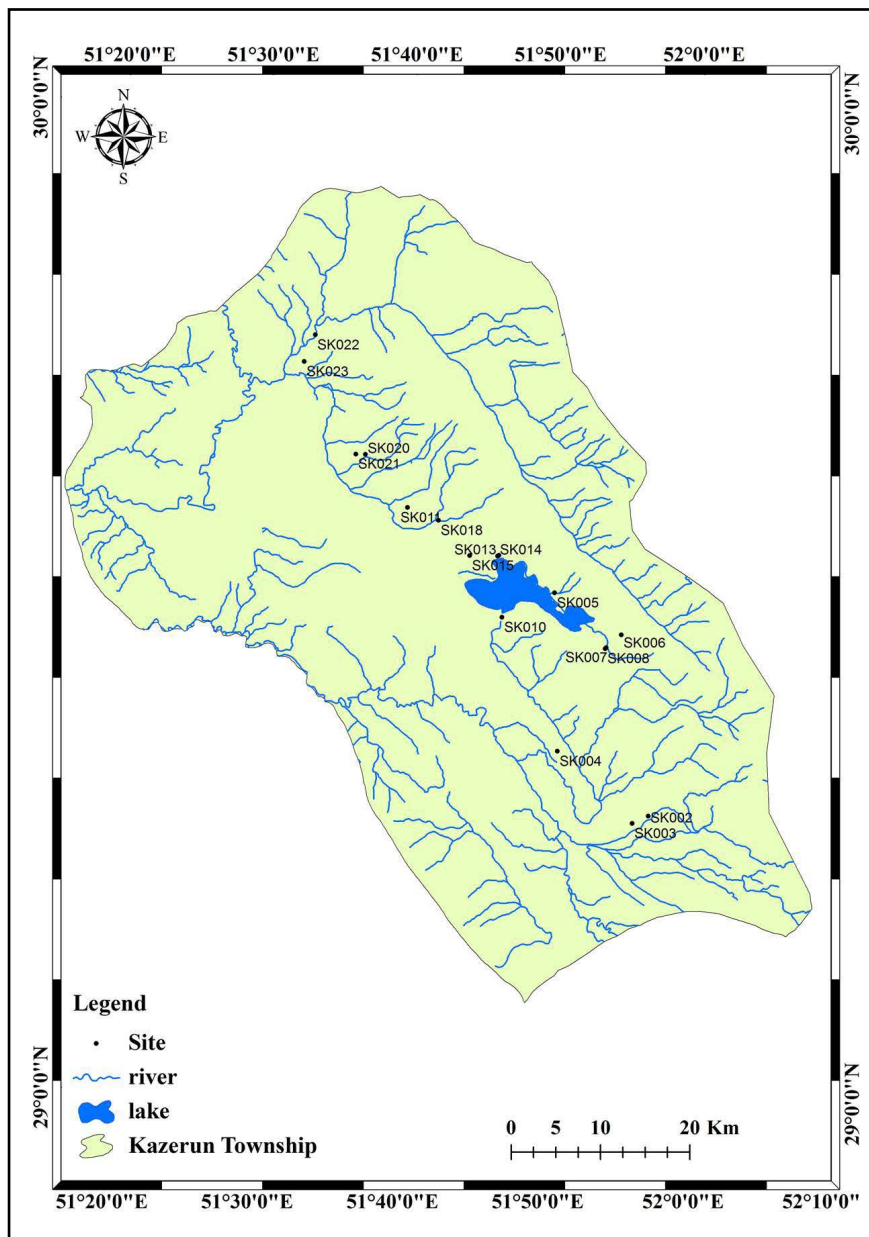 51°20'0"E 51°30'0"E 51°40'0"E 51°50'0"E 52°0'0"E
30°0'0"N
30°0'0"N
N
W E
S
SK022
SK023
SK020
SK021
SK011
SK018
SK013 SK014
SK015
SK005
SK010
SK006
SK007 SK008
SK004
SK002
SK003
29°0'0"N
29°0'0"N
Legend
Site
river
lake
Kazerun Township
0 5 10 20 Km
51°20'0"E 51°30'0"E 51°40'0"E 51°50'0"E 52°0'0"E 52°10'0"